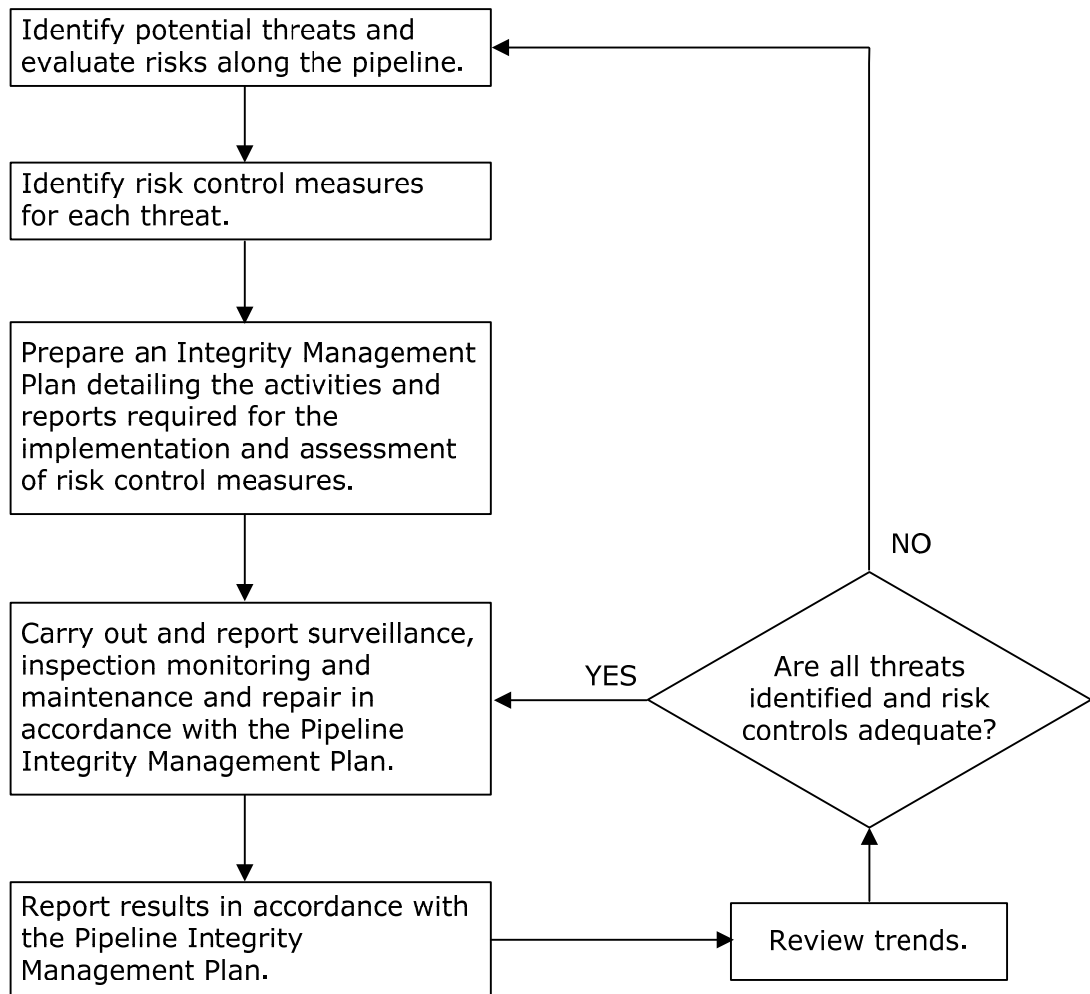 Identify potential threats and
evaluate risks along the pipeline.
Identify risk control measures
for each threat.
Prepare an Integrity Management
Plan detailing the activities and
reports required for the
implementation and assessment
of risk control measures.
NO
Carry out and report surveillance,
inspection monitoring and
maintenance and repair in
accordance with the Pipeline
Integrity Management Plan.
YES
Are all threats
identified and risk
controls adequate?
Report results in accordance with
the Pipeline Integrity
Management Plan.
Review trends.